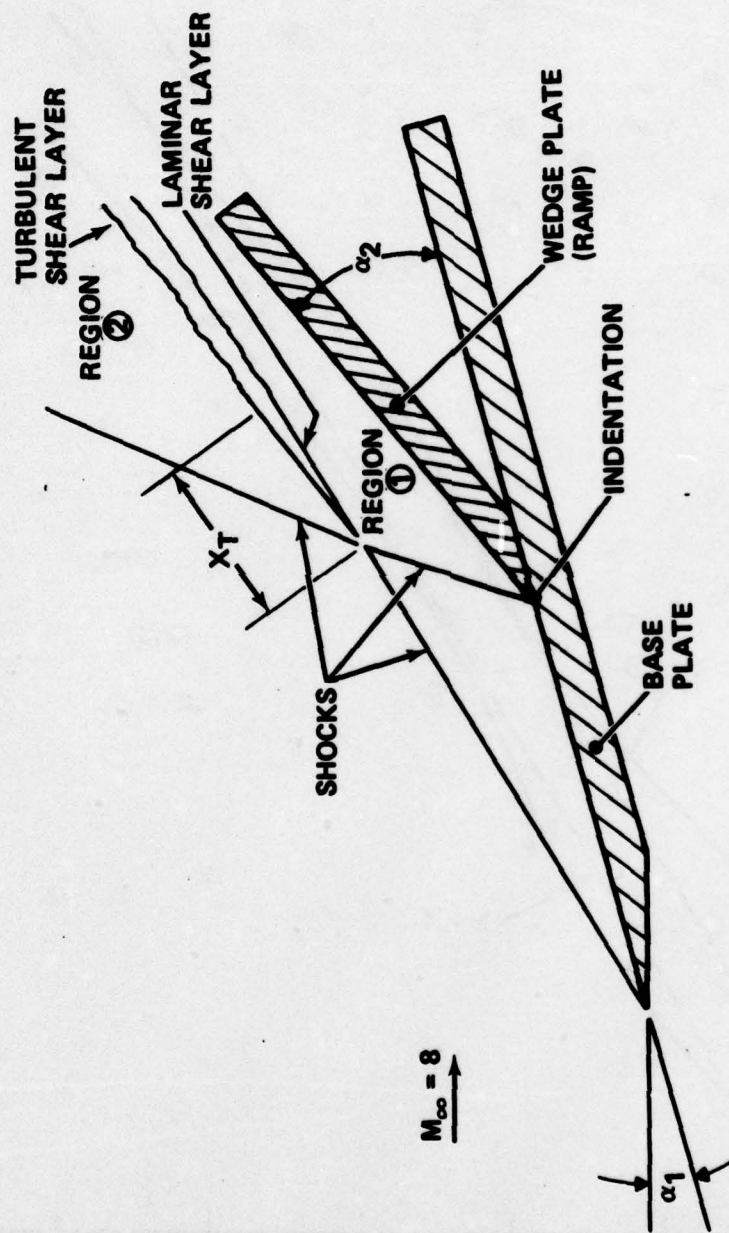 TURBULENT
SHEAR LAYER
REGION
②
LAMINAR
SHEAR LAYER
XT
SHOCKS
REGION
①
α2
WEDGE PLATE
(RAMP)
INDENTATION
BASE
PLATE
M∞ = 8
α1